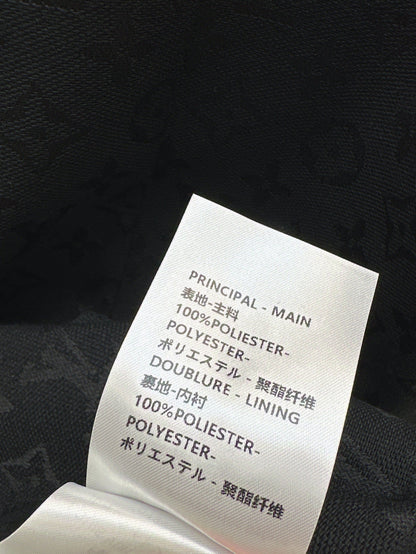 PRINCIPAL - MAIN
表地-主料
100%POLIESTER-
POLYESTER-
ポリエステル - 聚酯纤维
DOUBLURE - LINING
裏地-内衬
100%POLIESTER-
POLYESTER-
ポリエステル - 聚酯纤维